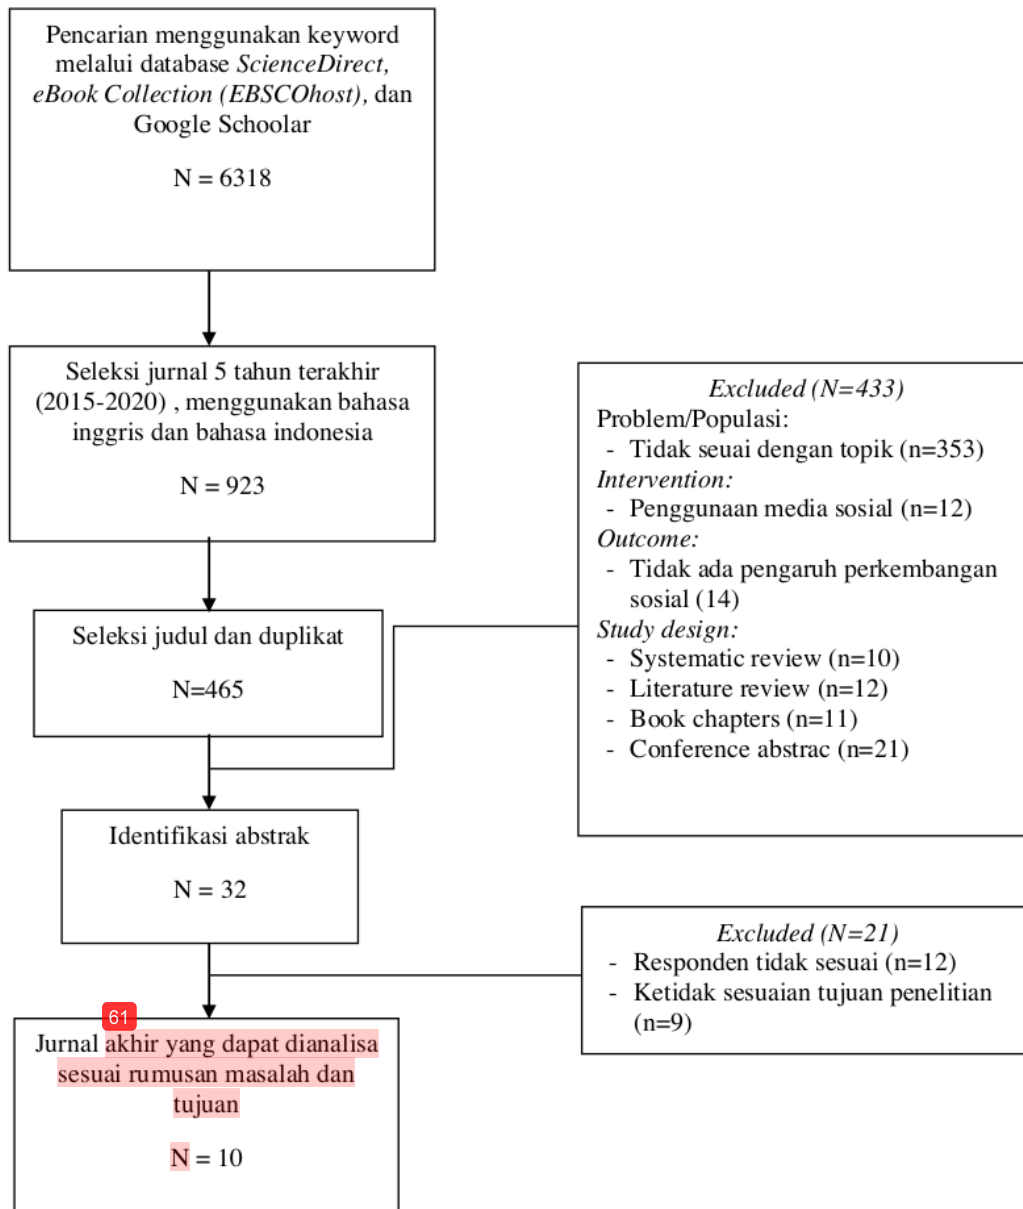 Pencarian menggunakan keyword
melalui database ScienceDirect,
eBook Collection (EBSCOhost), dan
Google Schoolar
N = 6318
Seleksi jurnal 5 tahun terakhir
(2015-2020) , menggunakan bahasa
inggris dan bahasa indonesia
N = 923
Excluded (N=433)
Problem/Populasi:
- Tidak seuai dengan topik (n=353)
Intervention:
- Penggunaan media sosial (n=12)
Outcome:
- Tidak ada pengaruh perkembangan
sosial (14)
Study design:
- Systematic review (n=10)
- Literature review (n=12)
- Book chapters (n=11)
- Conference abstrac (n=21)
Seleksi judul dan duplikat
N=465
Identifikasi abstrak
N = 32
Excluded (N=21)
- Responden tidak sesuai (n=12)
- Ketidak sesuaian tujuan penelitian
(n=9)
61
Jurnal akhir yang dapat dianalisa
sesuai rumusan masalah dan
tujuan
N = 10